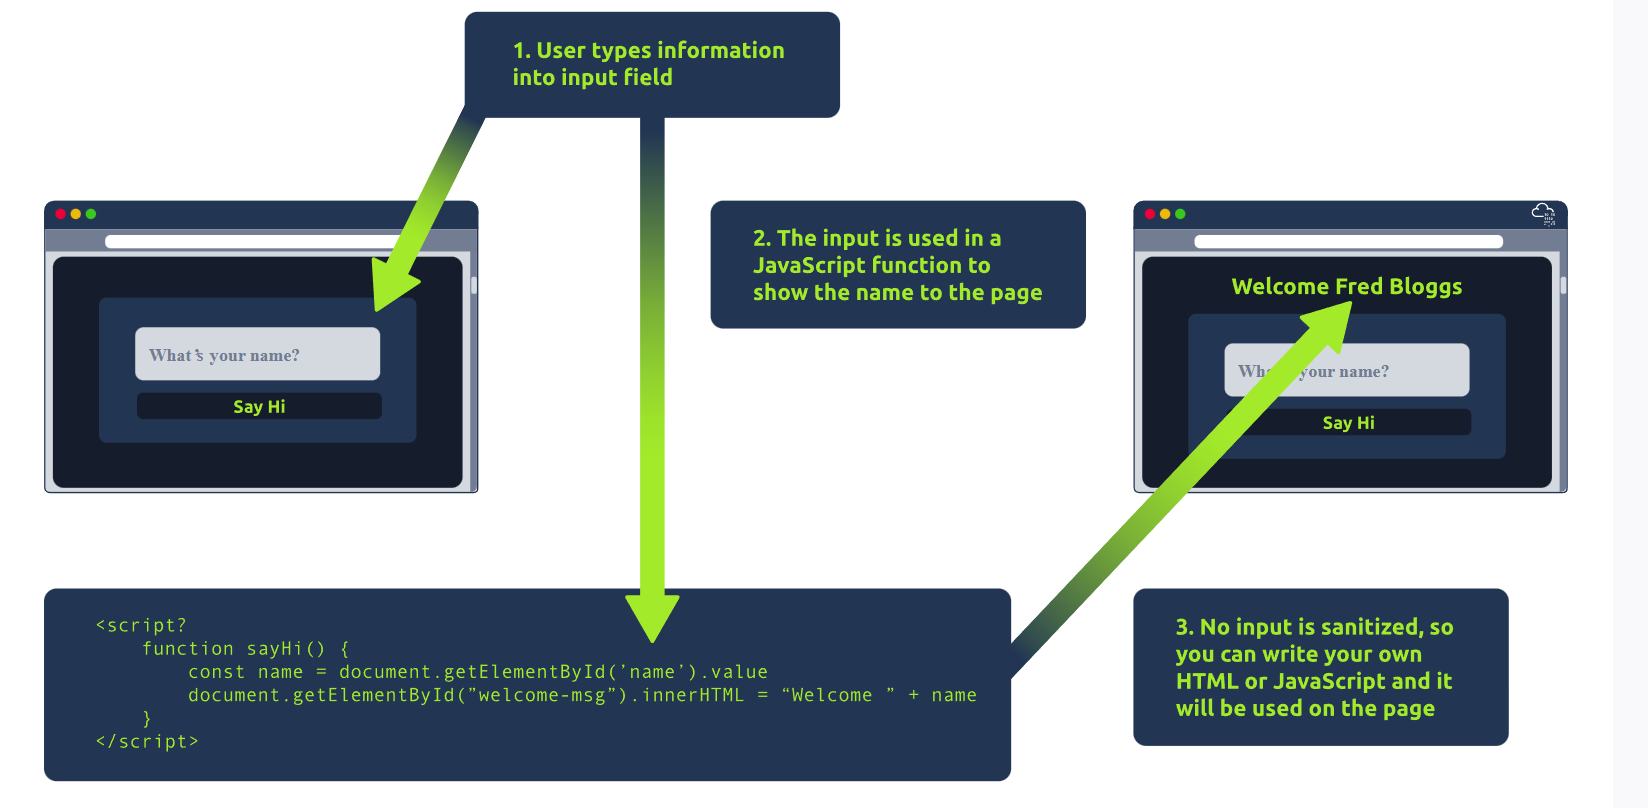 1. User types information
into input field
What's your name?
Say Hi
2. The input is used in a
JavaScript function to
show the name to the page
Welcome Fred Bloggs
your name?
Say Hi
<script?
function sayHi() {
const name = document.getElementById(’name’).value
document.getElementById(”welcome-msg”).innerHTML = “Welcome ” + name
}
</script>
3. No input is sanitized, so
you can write your own
HTML or JavaScript and it
will be used on the page